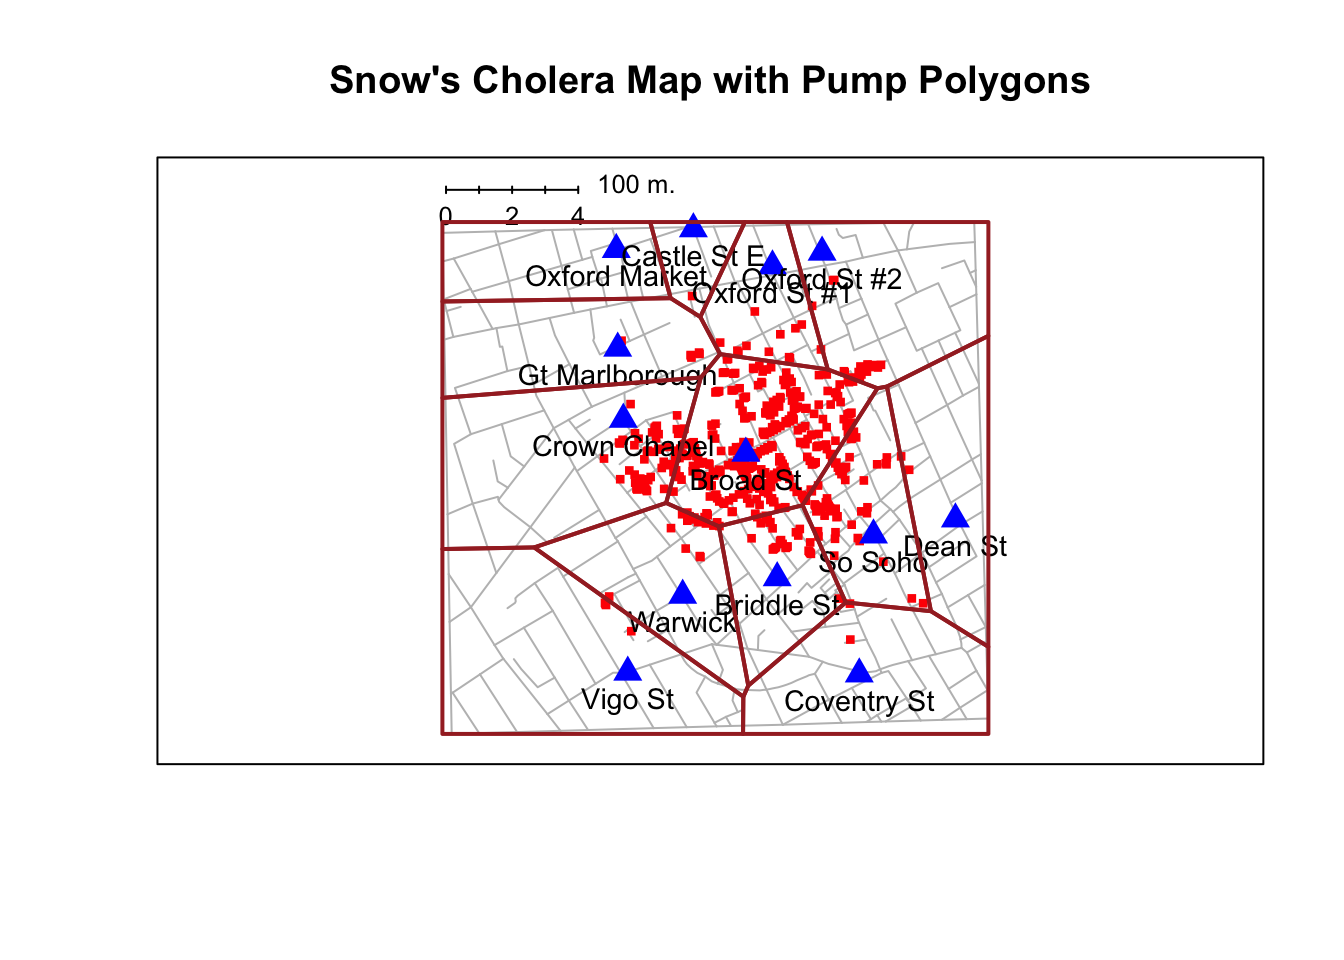 Snow's Cholera Map with Pump Polygons
100 m.
0 2 4
Castle St E
Oxford Market
Oxford St #2
Oxford St #1
Gt Marlborough
Crown Chapel
Broad St
Dean St
So Soho
Briddle St
Warwick
Vigo St
Coventry St